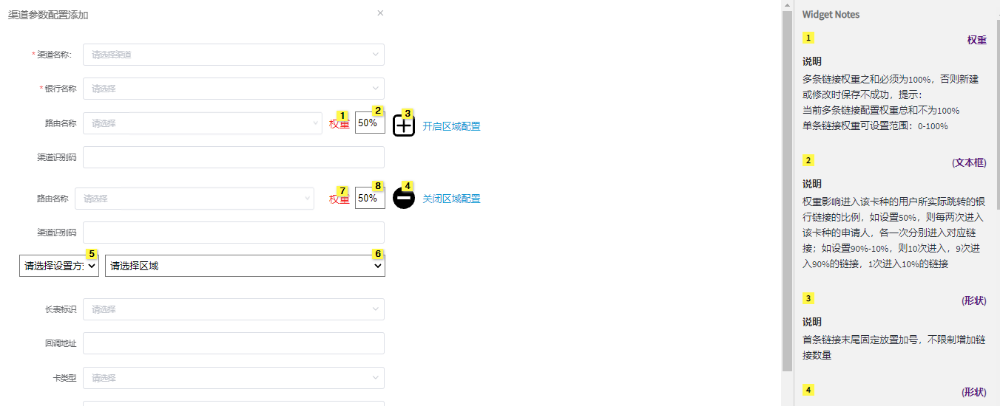 渠道参数配置添加
×
* 渠道名称:
请选择渠道
* 银行名称
请选择
路由名称
请选择
1
权重
2
50%
3
开启区域配置
渠道识别码
路由名称
请选择
7
权重
8
50%
4
关闭区域配置
渠道识别码
5
请选择设置方
6
请选择区域
长表标识
请选择
回调地址
卡类型
请选择
Widget Notes
1
权重
说明
多条链接权重之和必须为100%，否则新建
或修改时保存不成功，提示：
当前多条链接配置权重总和不为100%
单条链接权重可设置范围：0-100%
2
(文本框)
说明
权重影响进入该卡种的用户所实际跳转的银
行链接的比例，如设置50%，则每两次进入
该卡种的申请人，各一次分别进入对应链
接；如设置90%-10%，则10次进入，9次进
入90%的链接，1次进入10%的链接
3
(形状)
说明
首条链接末尾固定放置加号，不限制增加链
接数量
4
(形状)